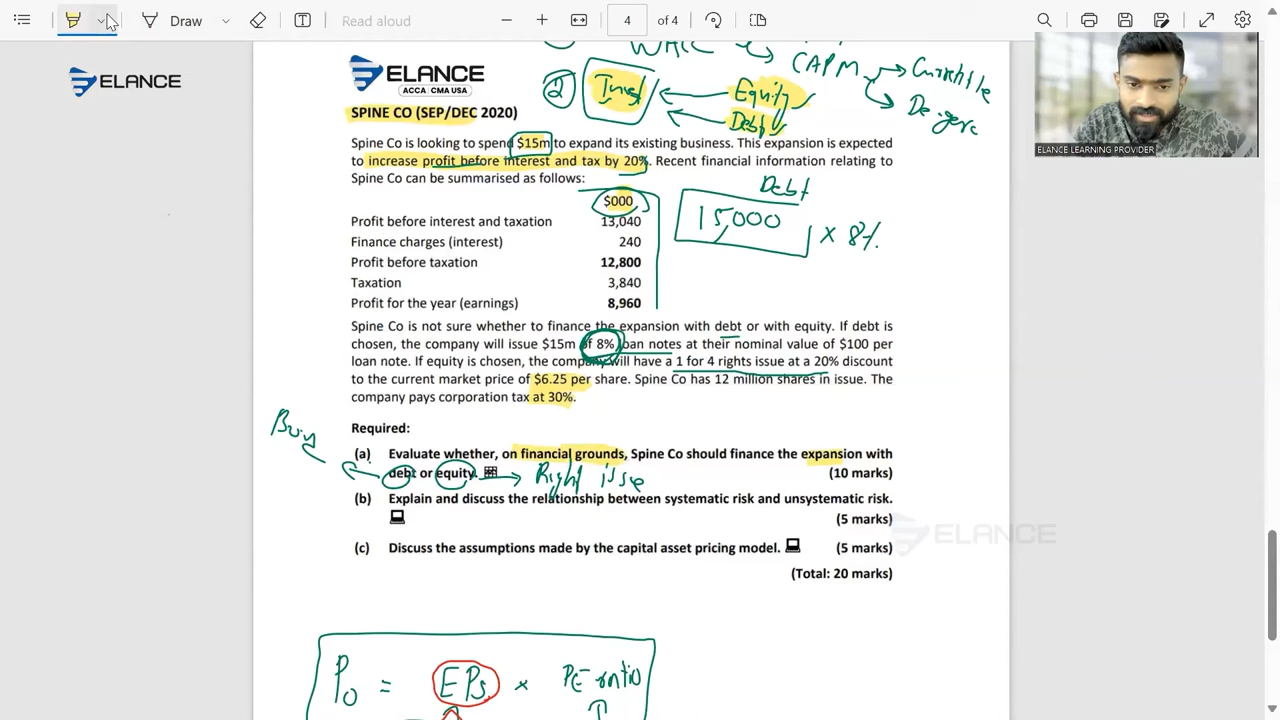 Draw
Read aloud
4 of 4
ELANCE
WACC CAPM
Equity
Debt
ELANCE
ACCA | CMA USA
SPINE CO (SEP/DEC 2020)
Spine Co is looking to spend $15m to expand its existing business. This expansion is expected
to increase profit before interest and tax by 20%. Recent financial information relating to
Spine Co can be summarised as follows:
$000
Profit before interest and taxation 13,040
Finance charges (interest) 240
Profit before taxation 12,800
Taxation 3,840
Profit for the year (earnings) 8,960
Debt
15,000 × 8%
Spine Co is not sure whether to finance the expansion with debt or with equity. If debt is
chosen, the company will issue $15m of 8% loan notes at their nominal value of $100 per
loan note. If equity is chosen, the company will have a 1 for 4 rights issue at a 20% discount
to the current market price of $6.25 per share. Spine Co has 12 million shares in issue. The
company pays corporation tax at 30%.
Required:
(a) Evaluate whether, on financial grounds, Spine Co should finance the expansion with
debt or equity. (10 marks)
Right issue
(b) Explain and discuss the relationship between systematic risk and unsystematic risk.
(5 marks)
(c) Discuss the assumptions made by the capital asset pricing model. (5 marks)
(Total: 20 marks)
ELANCE
P0 = EPs × PE ratio
ELANCE LEARNING PROVIDER